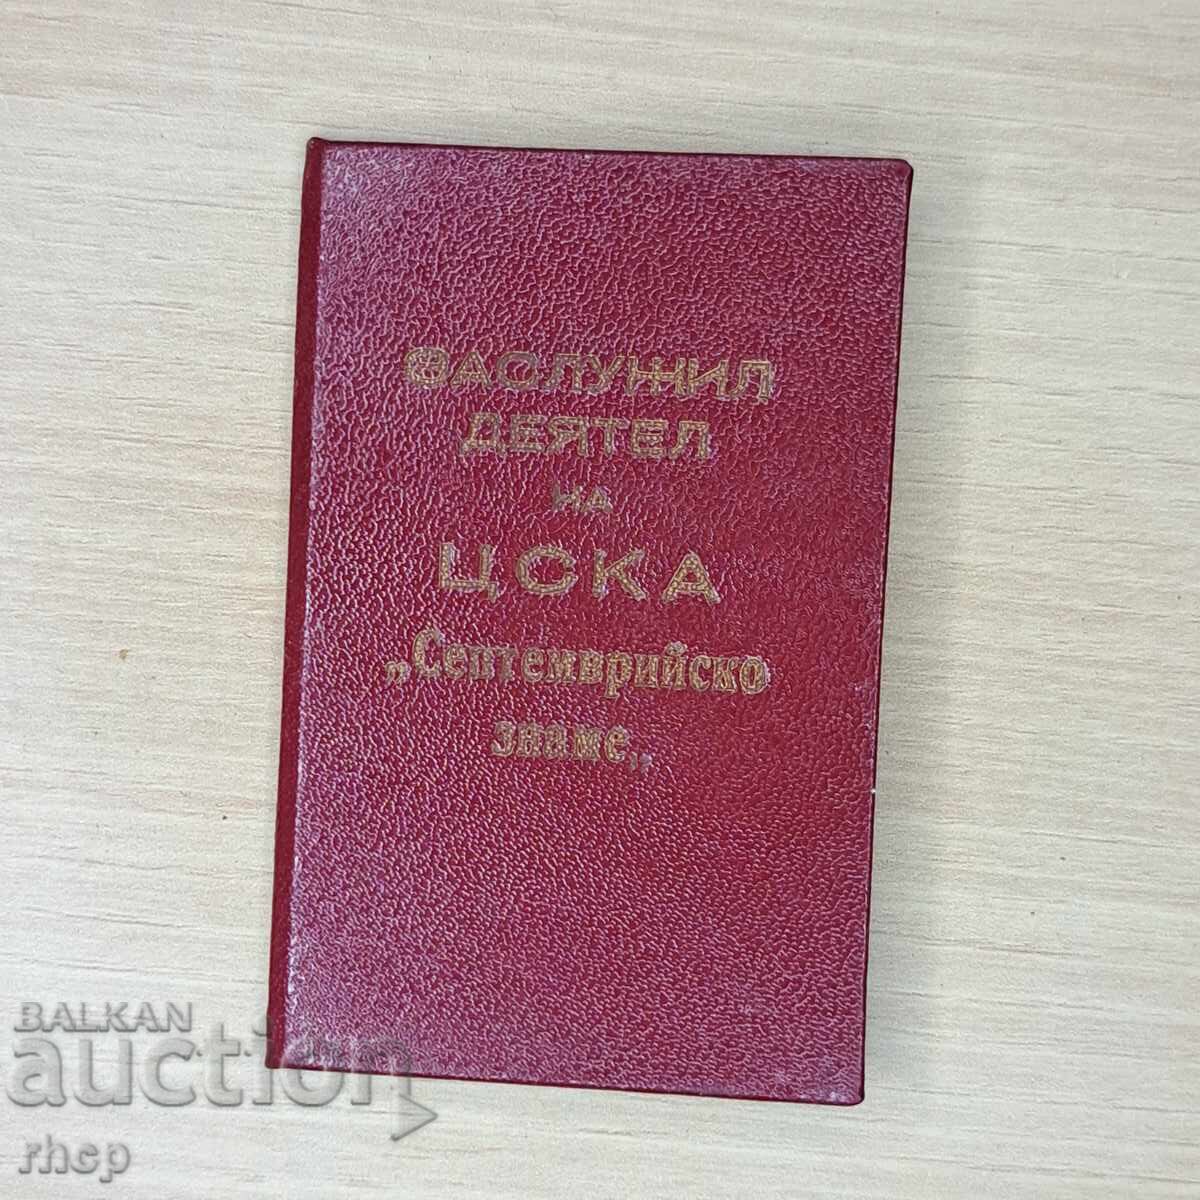 ЗАСЛУЖИЛ
ДЕЯТЕЛ
НА
ЦСКА
„Септемврийско
знаме„
BALKAN
auction
rhcp